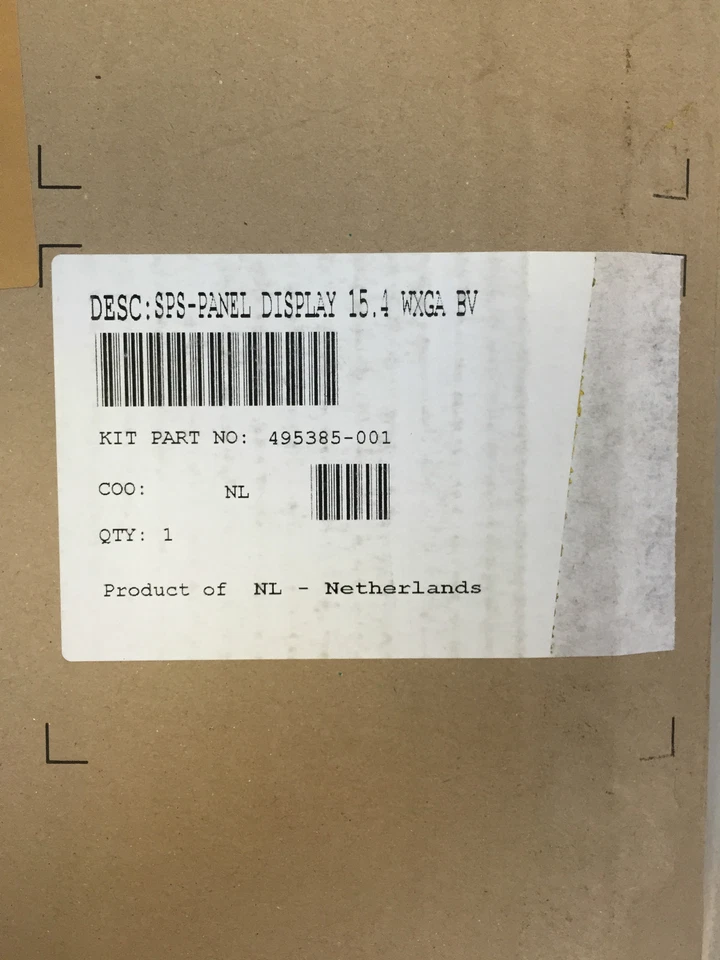 DESC:SPS-PANEL DISPLAY 15.4 WXGA BV
KIT PART NO: 495385-001
COO: NL
QTY: 1
Product of NL - Netherlands